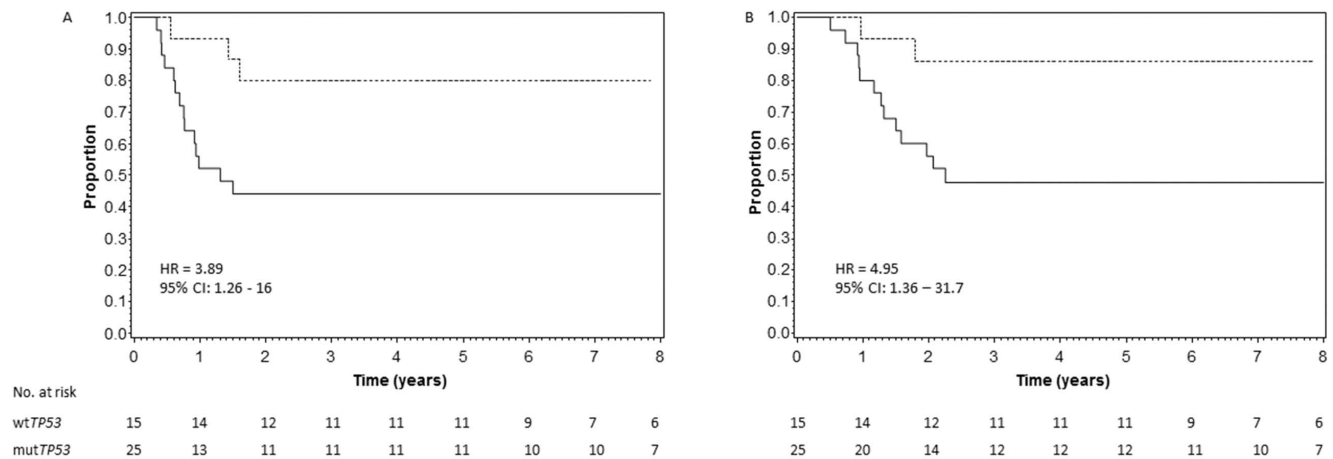 A
1.0
0.9
0.8
0.7
0.6
0.5
0.4
0.3
0.2
0.1
0.0
Proportion
HR = 3.89
95% CI: 1.26 - 16
0 1 2 3 4 5 6 7 8
Time (years)
B
1.0
0.9
0.8
0.7
0.6
0.5
0.4
0.3
0.2
0.1
0.0
Proportion
HR = 4.95
95% CI: 1.36 – 31.7
0 1 2 3 4 5 6 7 8
Time (years)
No. at risk
wtTP53 15 14 12 11 11 11 9 7 6 15 14 12 11 11 11 9 7 6
mutTP53 25 13 11 11 11 11 10 10 7 25 20 14 12 12 12 11 10 7